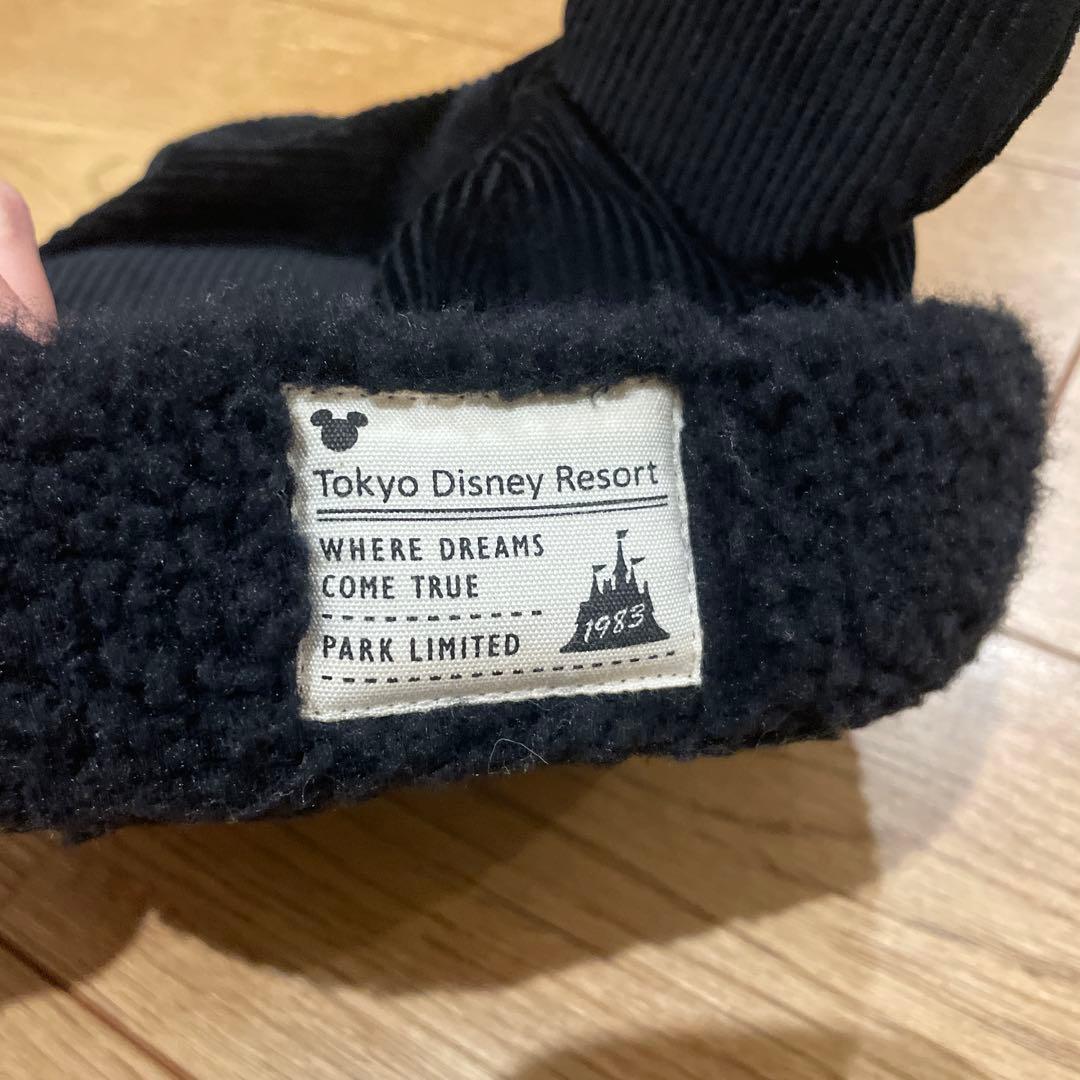 Tokyo Disney Resort
WHERE DREAMS
COME TRUE
1983
PARK LIMITED